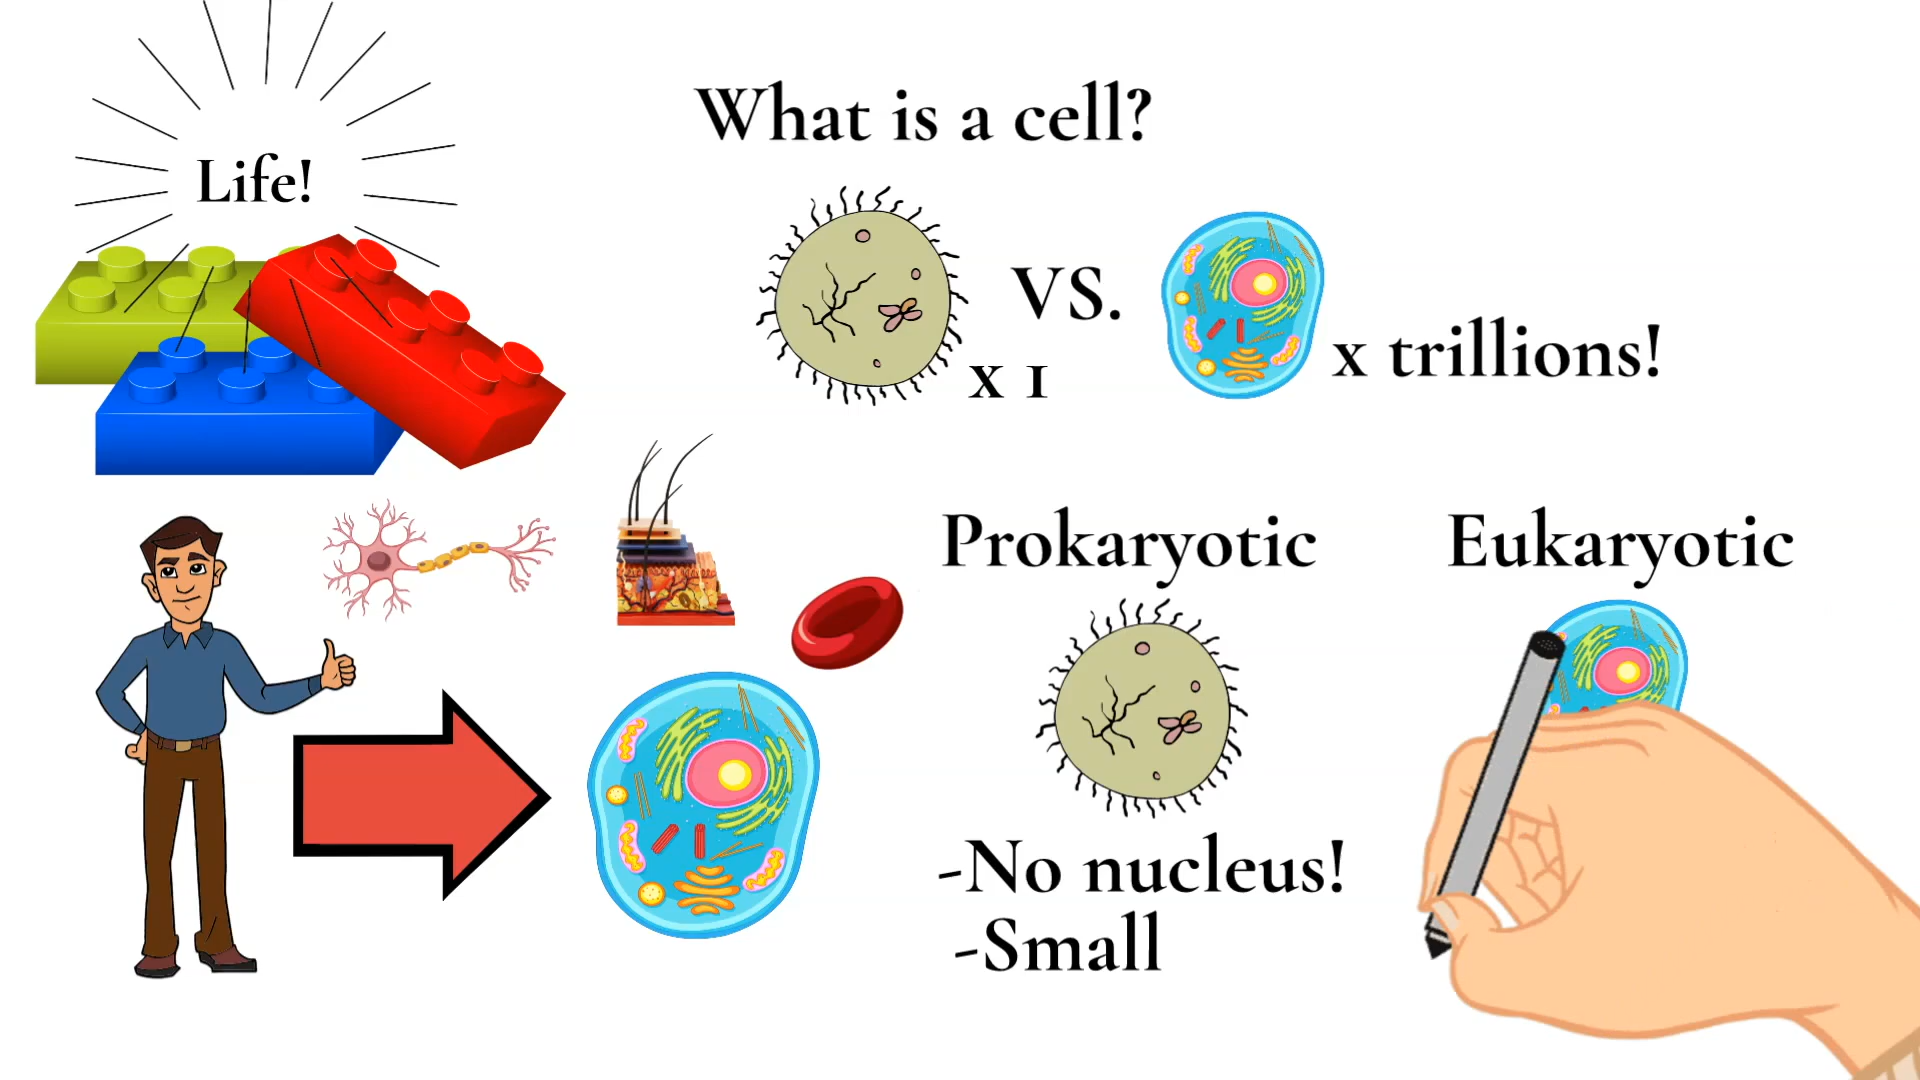 What is a cell?
Life!
VS.
x 1
x trillions!
Prokaryotic
Eukaryotic
-No nucleus!
-Small